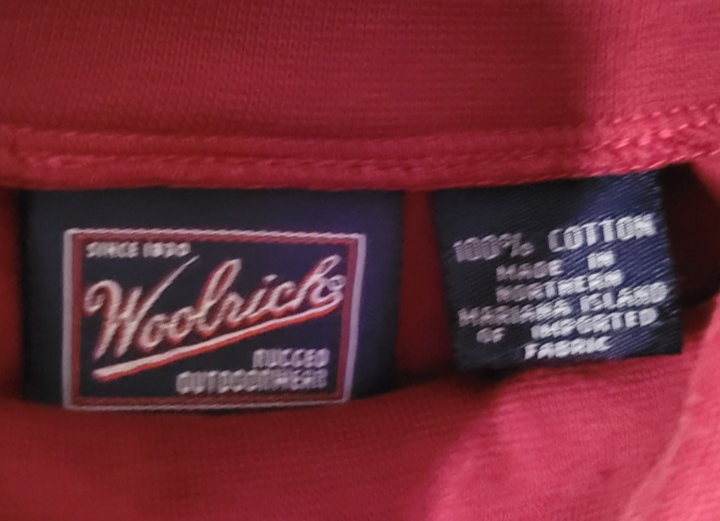 SINCE 1830
Woolrich
RUGGED
OUTDOORWEAR
100% COTTON
MADE IN
NORTHERN
MARIANA ISLAND
OF IMPORTED
FABRIC